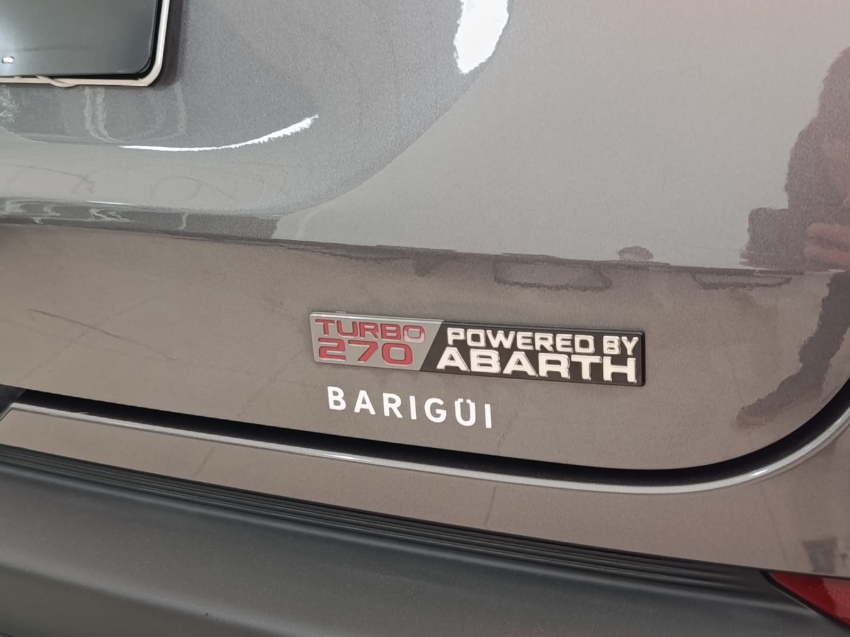 TURBO
270
POWERED BY
ABARTH
BARIGÜI